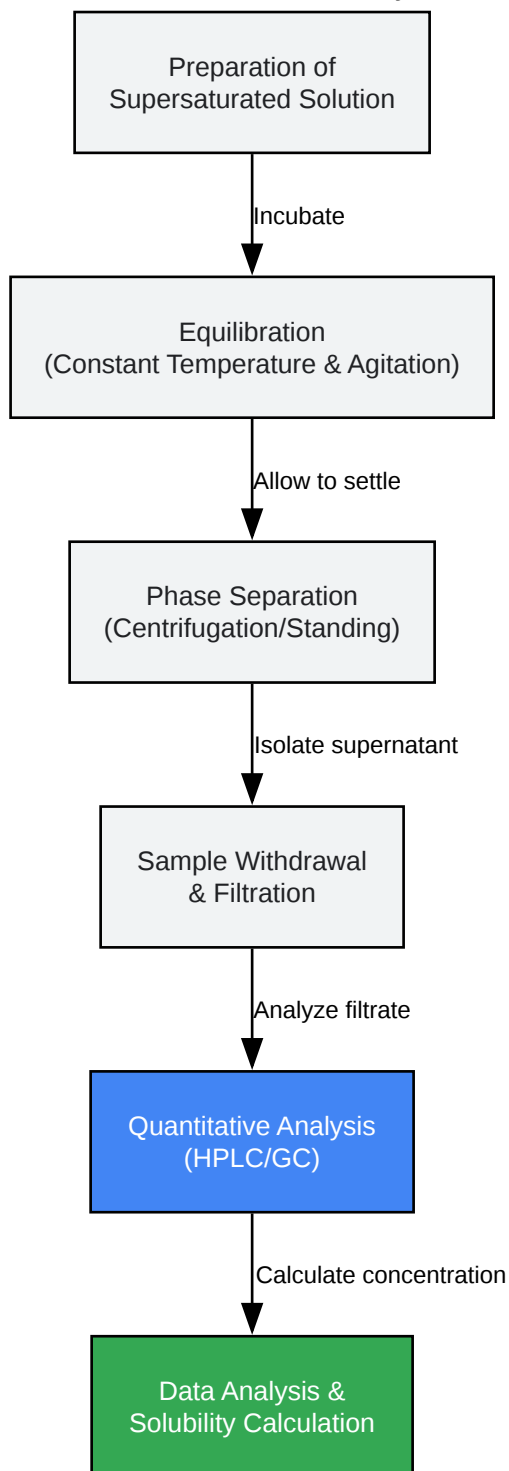 Preparation of
Supersaturated Solution
Incubate
Equilibration
(Constant Temperature & Agitation)
Allow to settle
Phase Separation
(Centrifugation/Standing)
Isolate supernatant
Sample Withdrawal
& Filtration
Analyze filtrate
Quantitative Analysis
(HPLC/GC)
Calculate concentration
Data Analysis &
Solubility Calculation